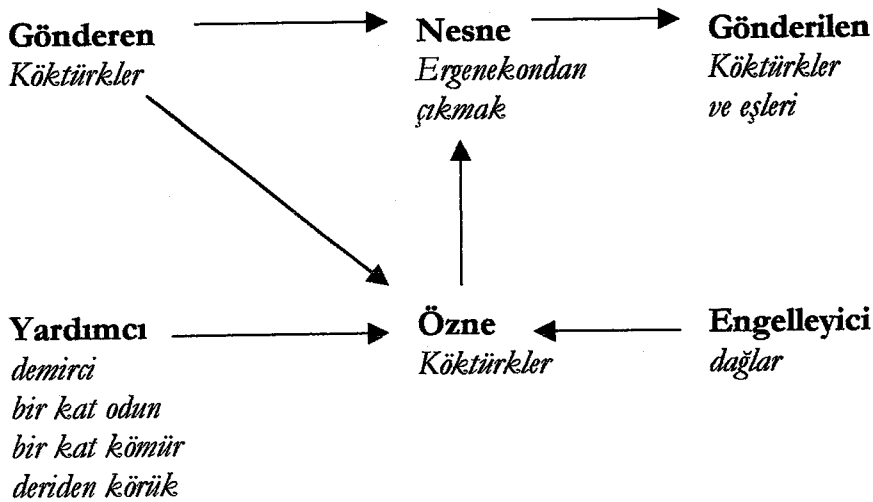 Gönderen
Köktürkler
Nesne
Ergenekondan
çıkmak
Gönderilen
Köktürkler
ve eşleri
Yardımcı
demirci
bir kat odun
bir kat kömür
deriden körük
Özne
Köktürkler
Engelleyici
dağlar